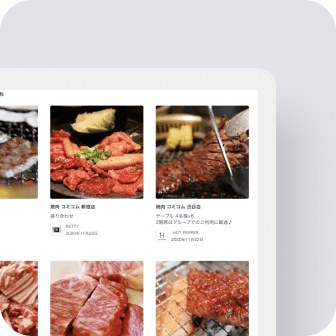 焼肉 コミコム 新宿店
盛り合わせ
RETTY
2020年11月22日
焼肉 コミコム 渋谷店
テーブル 4名様x6
2階席はグループでのご利用に最適♪
HOT PEPPER
2020年11月22日